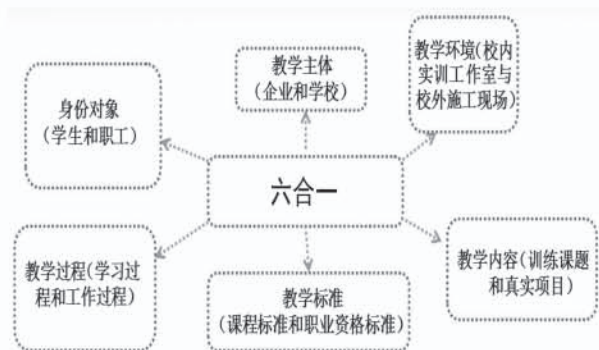 教学主体
(企业和学校)
教学环境(校内
实训工作室与
校外施工现场)
身份对象
(学生和职工)
六合一
教学过程(学习过
程和工作过程)
教学标准
(课程标准和职业资格标准)
教学内容(训练课题
和真实项目)